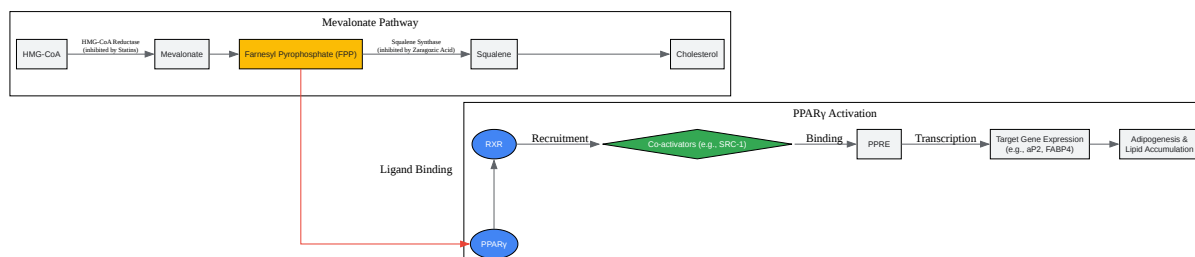 Mevalonate Pathway
HMG-CoA
HMG-CoA Reductase
(inhibited by Statins)
Mevalonate
Farnesyl Pyrophosphate (FPP)
Squalene Synthase
(inhibited by Zaragozic Acid)
Squalene
Cholesterol
PPARγ Activation
RXR
Recruitment
Co-activators (e.g., SRC-1)
Binding
PPRE
Transcription
Target Gene Expression
(e.g., aP2, FABP4)
Adipogenesis &
Lipid Accumulation
Ligand Binding
PPARγ